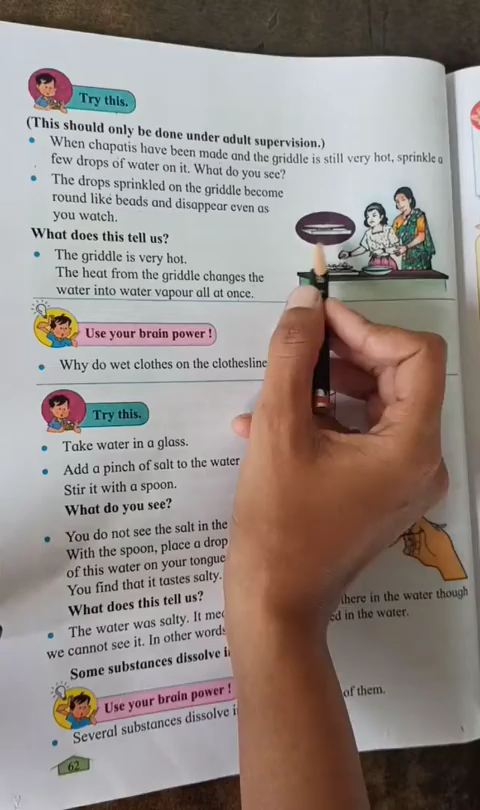 Try this.
(This should only be done under adult supervision.)
• When chapatis have been made and the griddle is still very hot, sprinkle a
few drops of water on it. What do you see?
• The drops sprinkled on the griddle become
round like beads and disappear even as
you watch.
What does this tell us?
• The griddle is very hot.
The heat from the griddle changes the
water into water vapour all at once.
Use your brain power !
• Why do wet clothes on the clothesline
Try this.
• Take water in a glass.
• Add a pinch of salt to the water
Stir it with a spoon.
What do you see?
• You do not see the salt in the
With the spoon, place a drop
of this water on your tongue
You find that it tastes salty.
What does this tell us?
• The water was salty. It there in the water though
we cannot see it. In other words in the water.
Some substances dissolve
Use your brain power !
• Several substances dissolve of them.
62